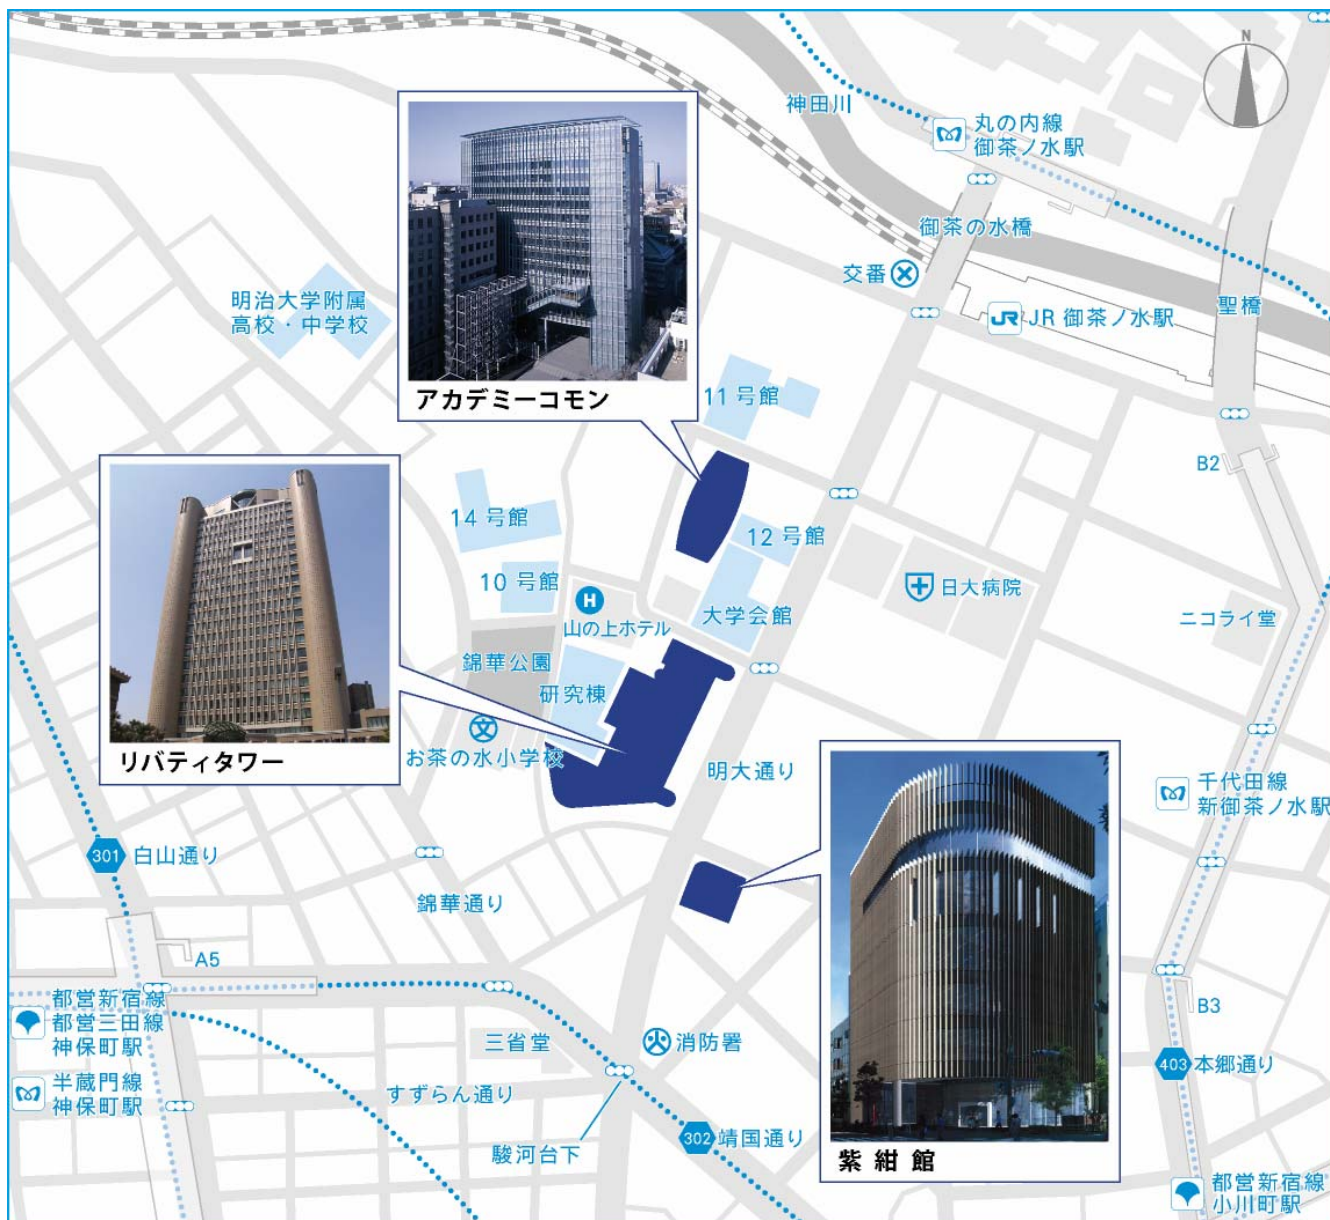 N
神田川
丸の内線
御茶ノ水駅
御茶の水橋
交番
JR JR 御茶ノ水駅
聖橋
明治大学附属
高校・中学校
アカデミーコモン
11 号館
B2
14 号館
12 号館
10 号館
H
山の上ホテル
大学会館
日大病院
ニコライ堂
錦華公園
研究棟
文
お茶の水小学校
リバティタワー
明大通り
千代田線
新御茶ノ水駅
301 白山通り
錦華通り
A5
都営新宿線
都営三田線
神保町駅
半蔵門線
神保町駅
三省堂
火 消防署
すずらん通り
駿河台下
302 靖国通り
紫紺館
B3
403 本郷通り
都営新宿線
小川町駅